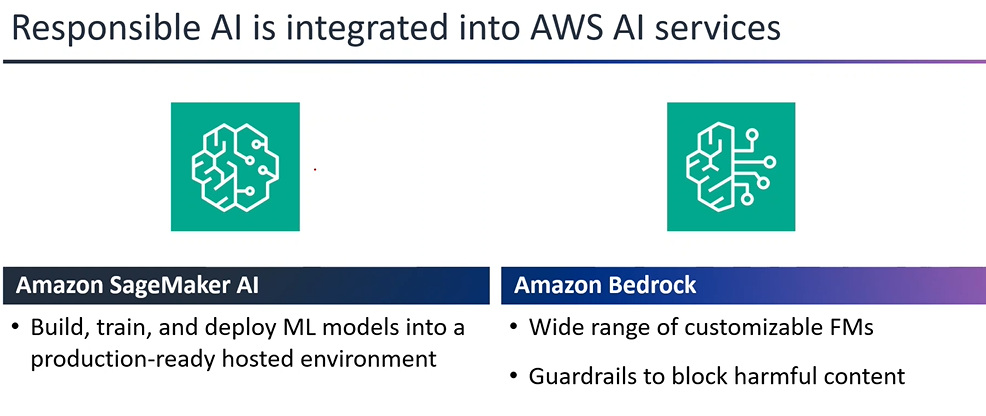 Responsible AI is integrated into AWS AI services
Amazon SageMaker AI
• Build, train, and deploy ML models into a
production-ready hosted environment
Amazon Bedrock
• Wide range of customizable FMs
• Guardrails to block harmful content